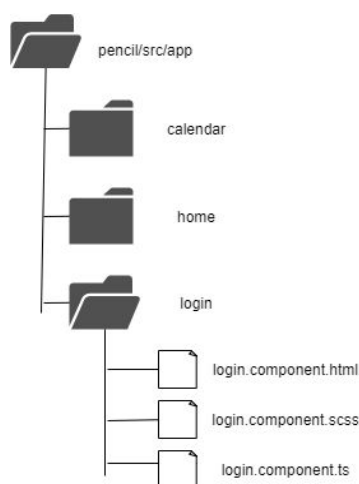 pencil/src/app
calendar
home
login
login.component.html
login.component.scss
login.component.ts